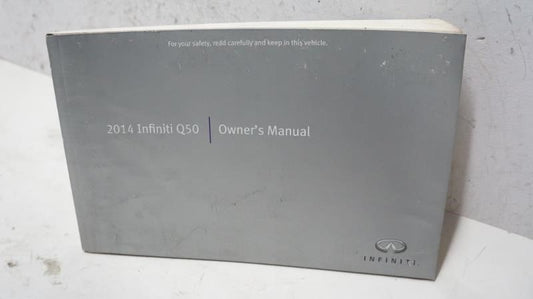 For your safety, read carefully and keep in this vehicle.
2014 Infiniti Q50 | Owner's Manual
INFINITI